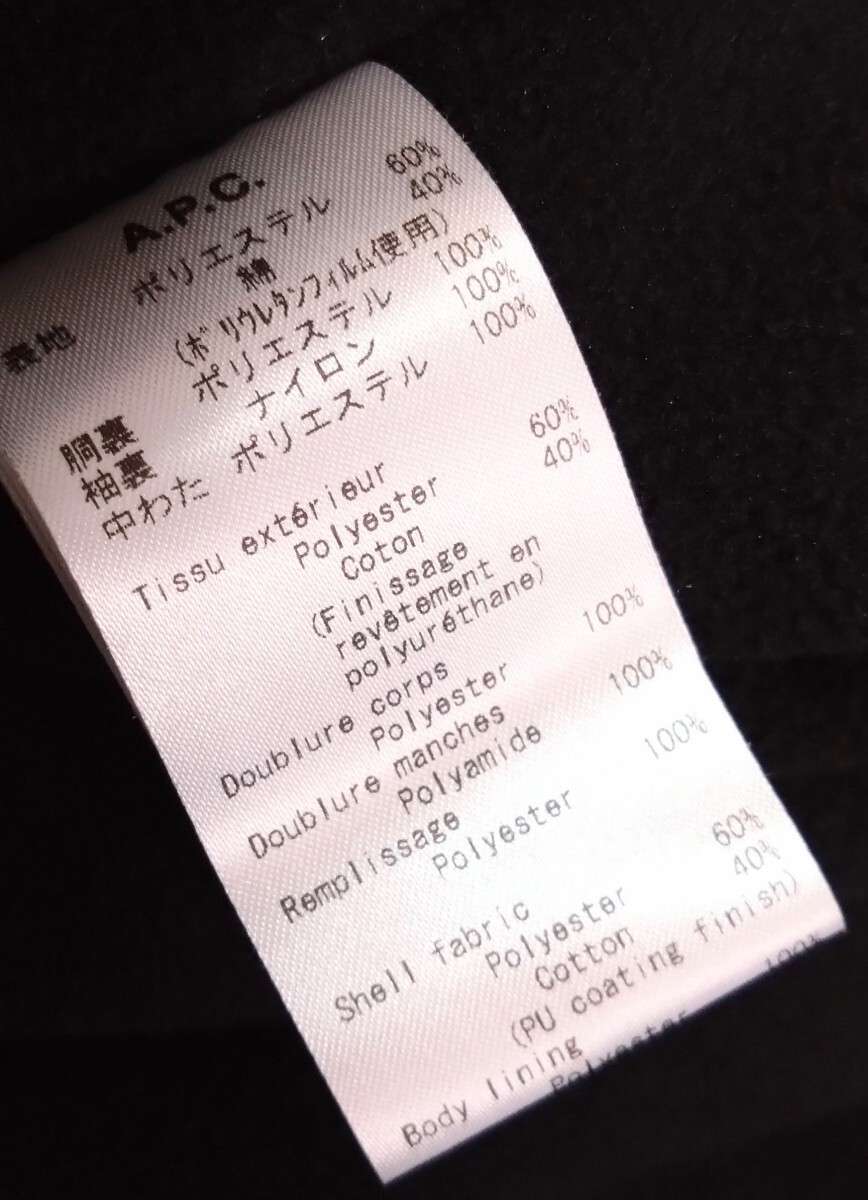 A.P.C.
表地 ポリエステル 60%
綿 40%
(ポリウレタンフィルム使用)
胴裏 ポリエステル 100%
袖裏 ナイロン 100%
中わた ポリエステル 100%
Tissu extérieur
Polyester 60%
Coton 40%
(Finissage
revêtement en
polyuréthane)
Doublure corps
Polyester 100%
Doublure manches
Polyamide 100%
Remplissage
Polyester 100%
Shell fabric
Polyester 60%
Cotton 40%
(PU coating finish)
Body lining
Polyester 100%